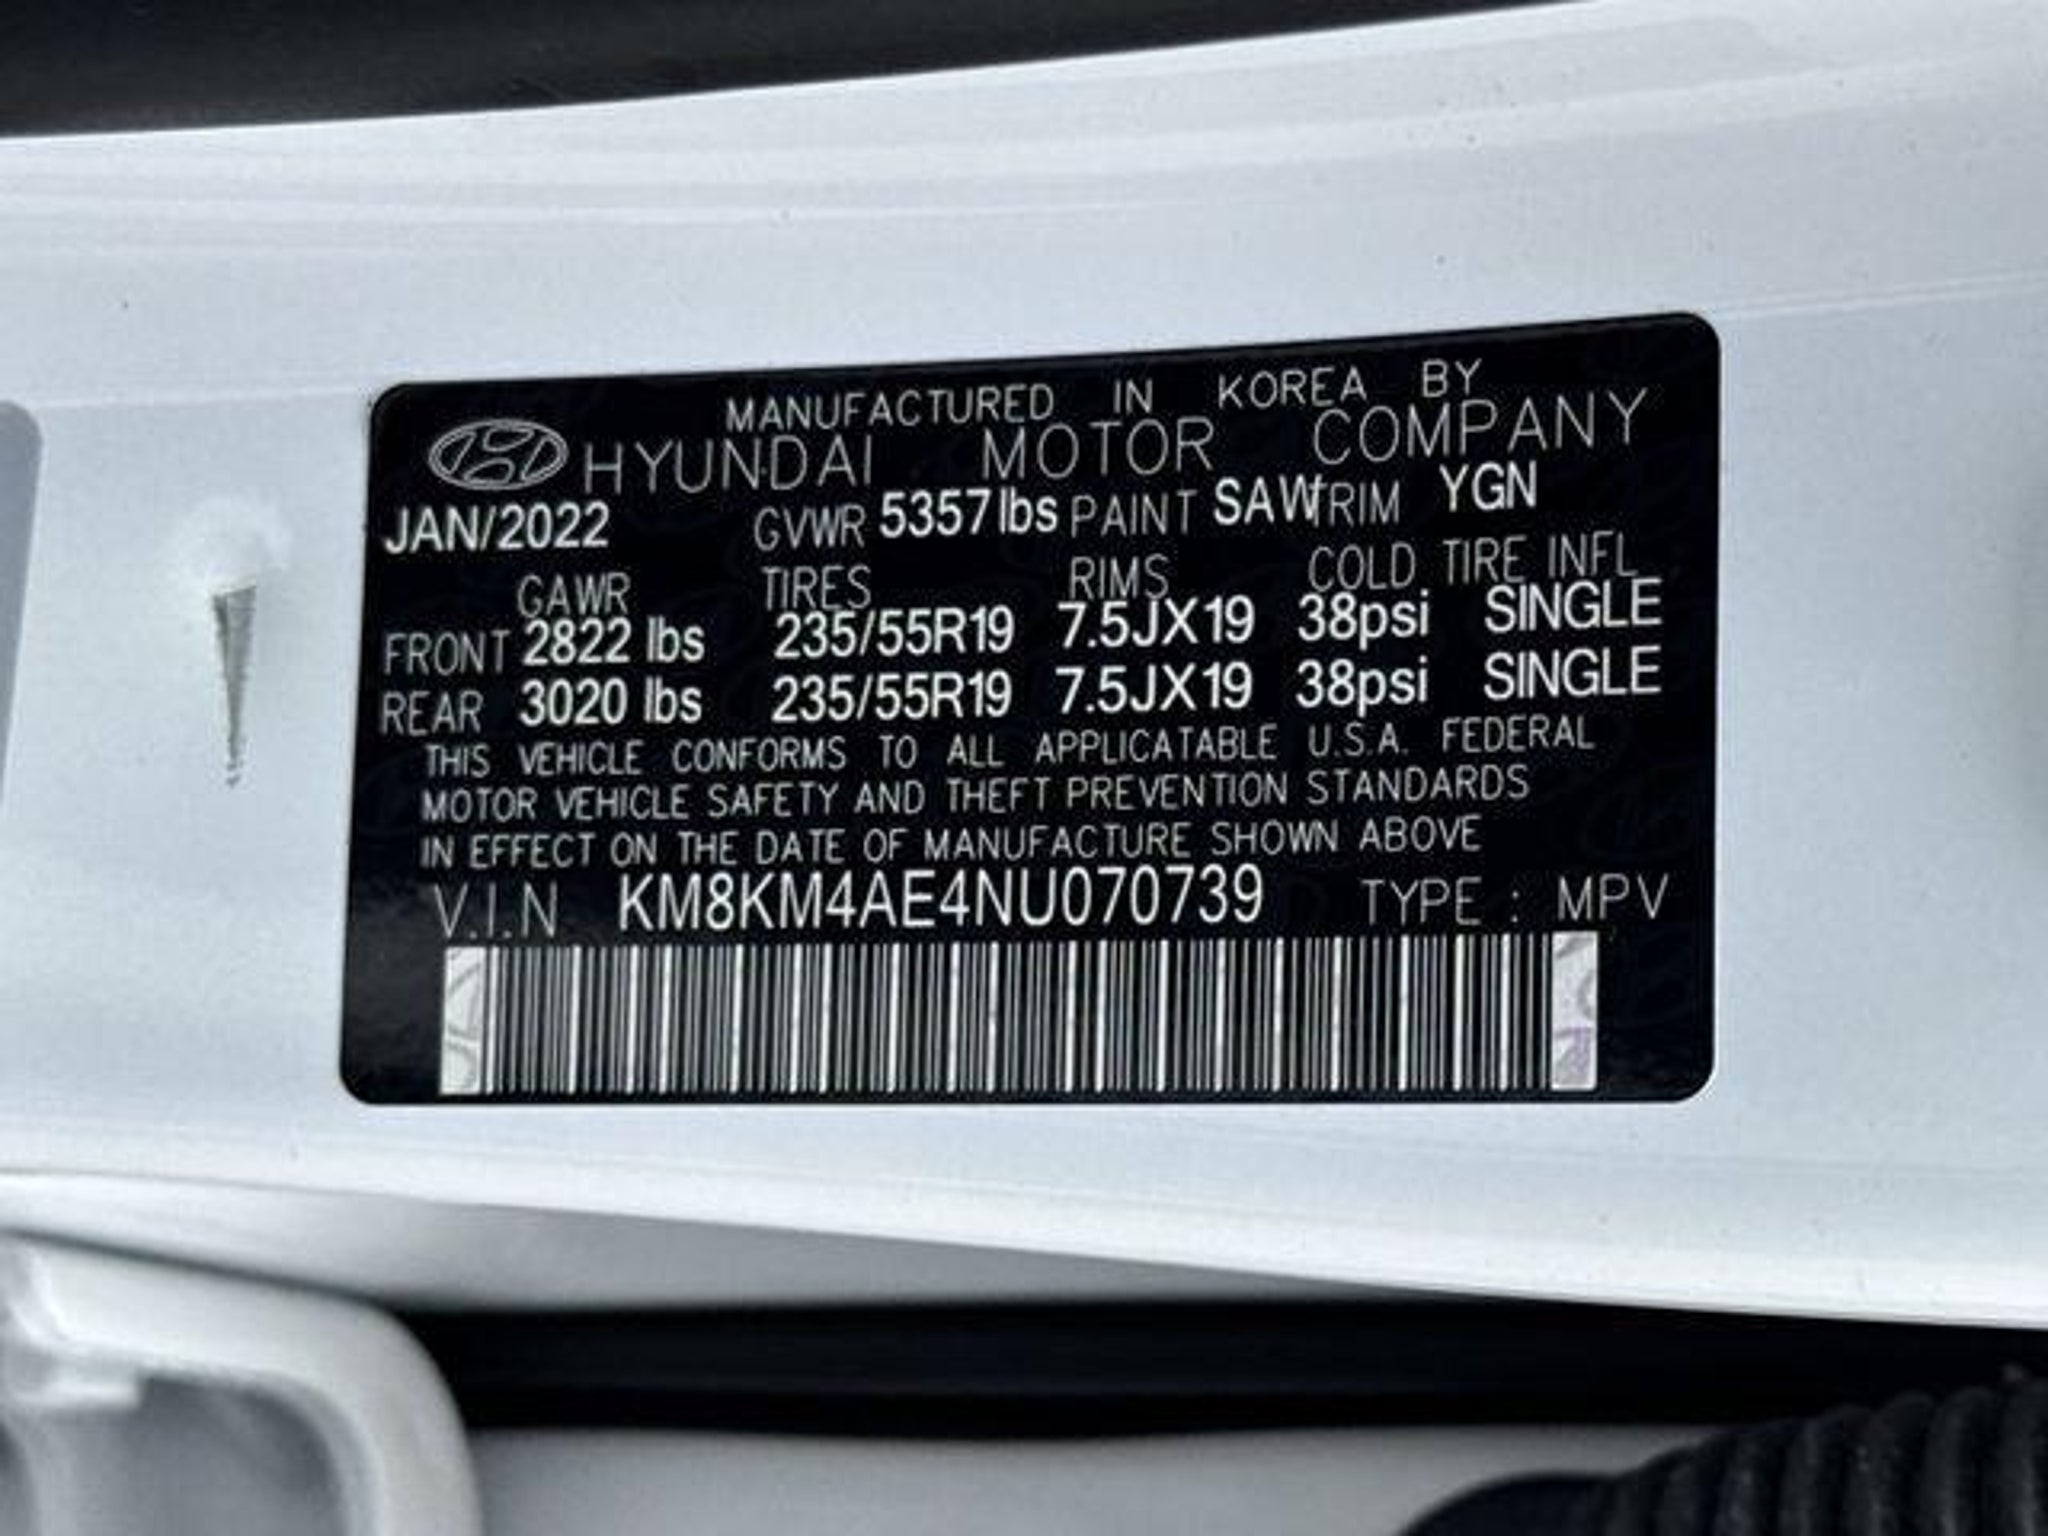 MANUFACTURED IN KOREA BY
HYUNDAI MOTOR COMPANY
JAN/2022 GVWR 5357 lbs PAINT SAW TRIM YGN
GAWR TIRES RIMS COLD TIRE INFL
FRONT 2822 lbs 235/55R19 7.5JX19 38psi SINGLE
REAR 3020 lbs 235/55R19 7.5JX19 38psi SINGLE
THIS VEHICLE CONFORMS TO ALL APPLICATABLE U.S.A. FEDERAL
MOTOR VEHICLE SAFETY AND THEFT PREVENTION STANDARDS
IN EFFECT ON THE DATE OF MANUFACTURE SHOWN ABOVE
V.I.N KM8KM4AE4NU070739 TYPE : MPV